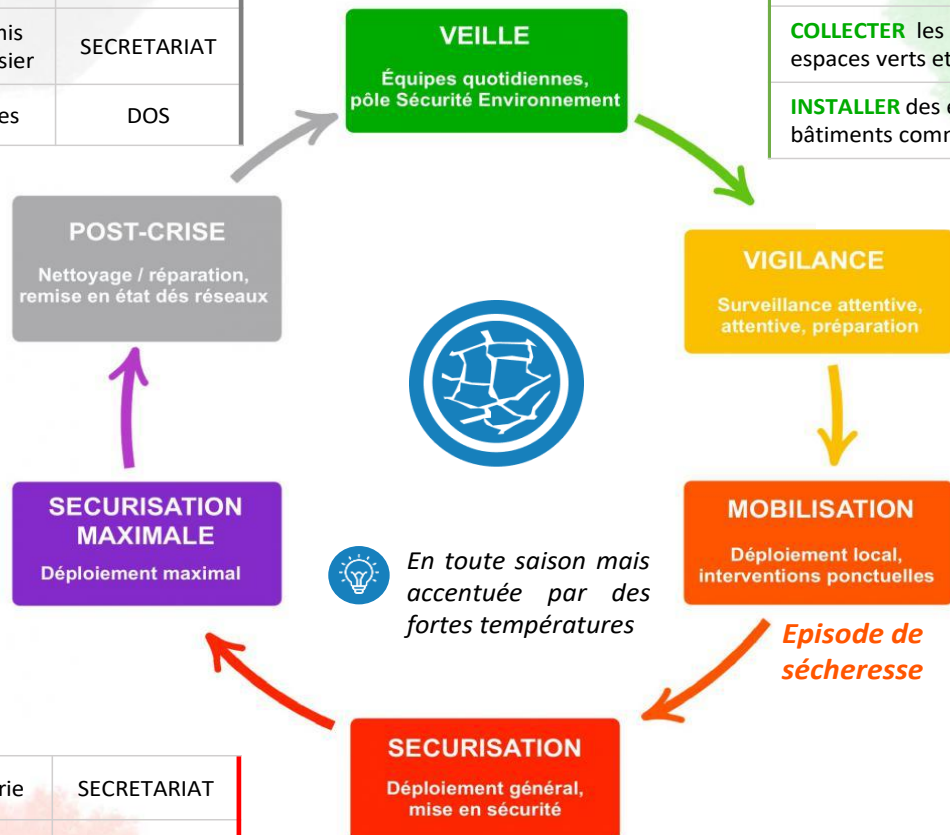 nis
sier
SECRETARIAT
es
DOS
VEILLE
Équipes quotidiennes,
pôle Sécurité Environnement
COLLECTER les
espaces verts et
INSTALLER des é
bâtiments comm
POST-CRISE
Nettoyage / réparation,
remise en état dés réseaux
VIGILANCE
Surveillance attentive,
attentive, préparation
SECURISATION
MAXIMALE
Déploiement maximal
MOBILISATION
Déploiement local,
interventions ponctuelles
En toute saison mais
accentuée par des
fortes températures
Episode de
sécheresse
SECURISATION
Déploiement général,
mise en sécurité
rie
SECRETARIAT